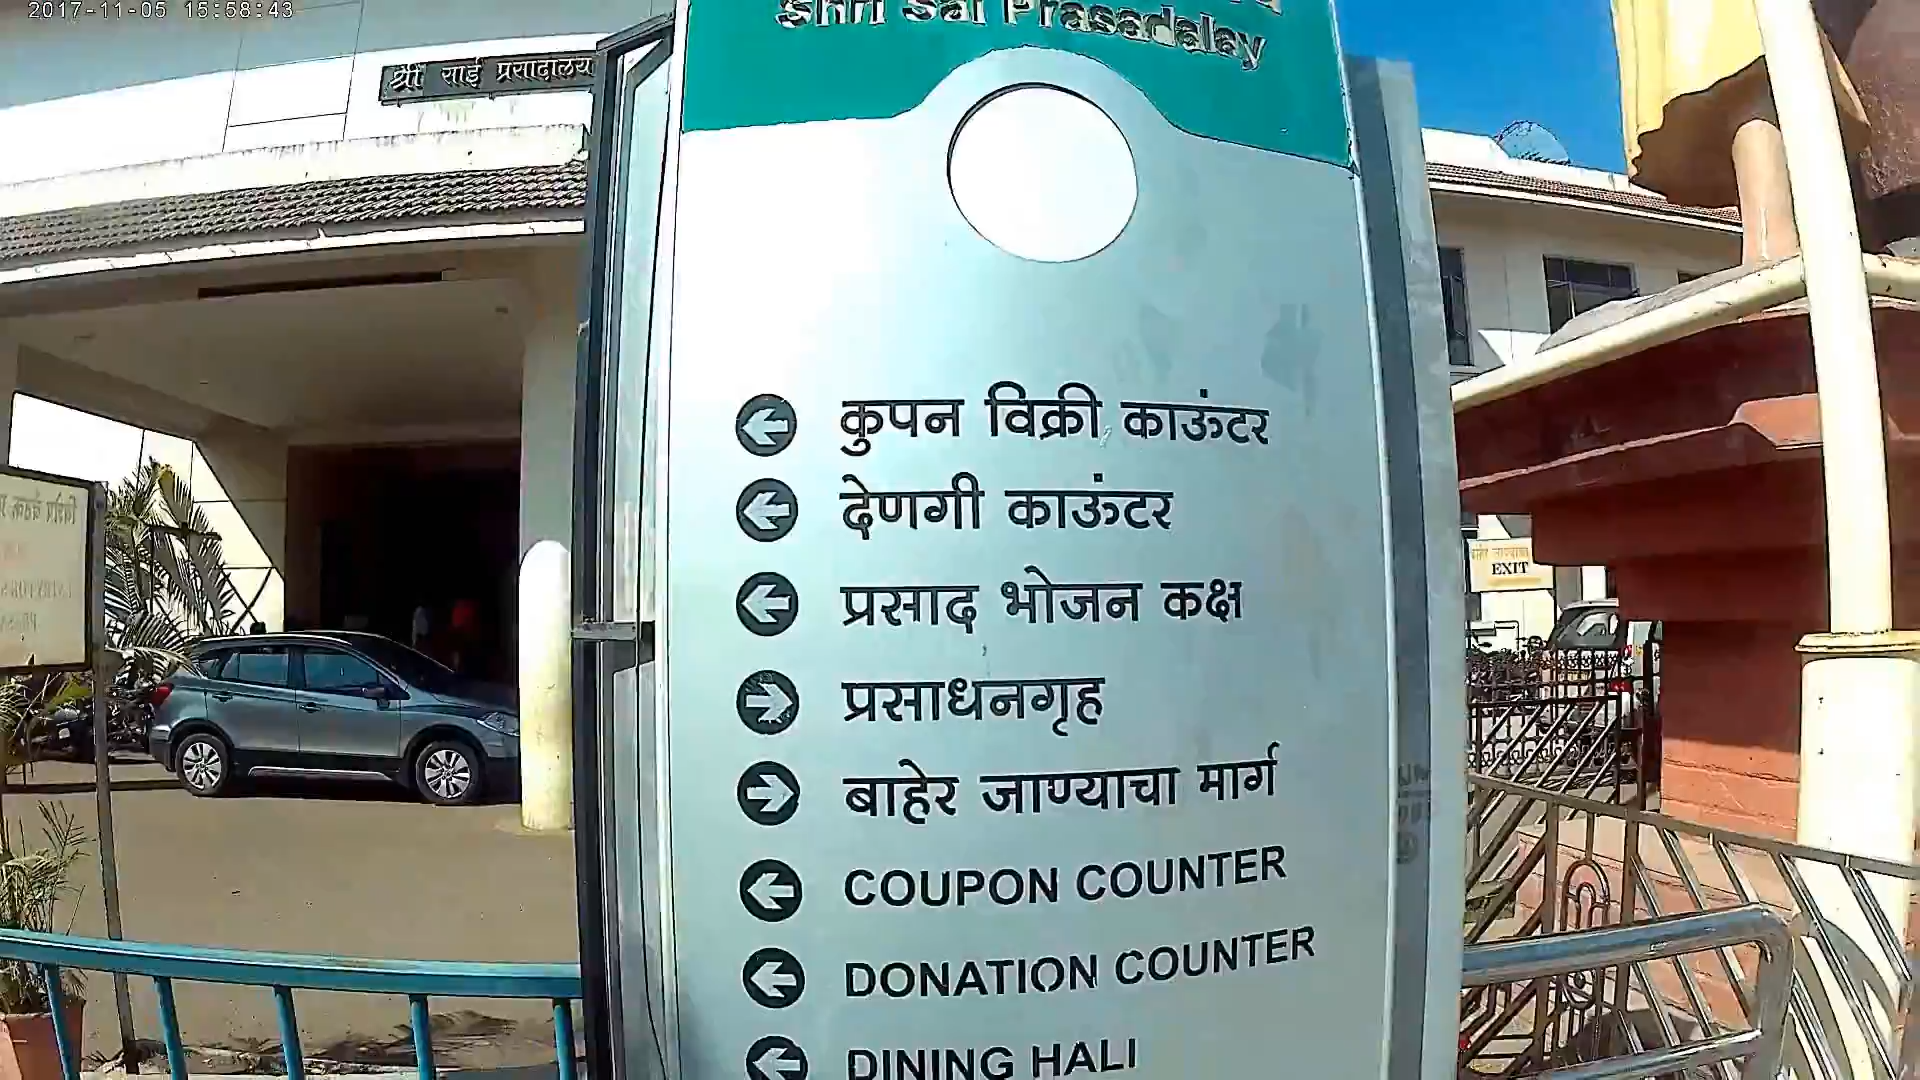 2017-11-05 15:58:43
Shri Sai Prasadalay
श्री साई प्रसादालय
कुपन विक्री काऊंटर
देणगी काऊंटर
प्रसाद भोजन कक्ष
प्रसाधनगृह
बाहेर जाण्याचा मार्ग
COUPON COUNTER
DONATION COUNTER
DINING HALL
EXIT